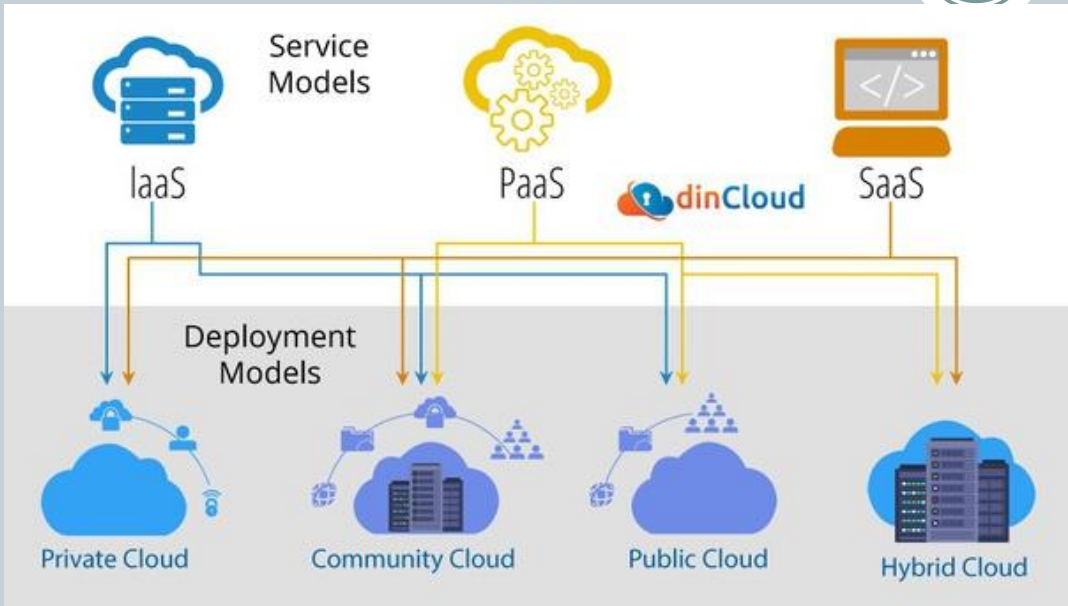 Service
Models
</>
IaaS
PaaS
dinCloud
SaaS
Deployment
Models
Private Cloud
Community Cloud
Public Cloud
Hybrid Cloud